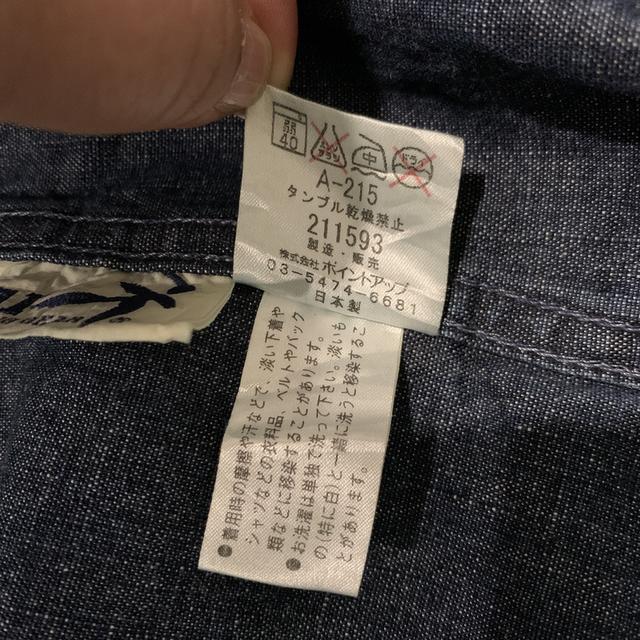 40
中
ドライ
A-215
タンブル乾燥禁止
211593
製造・販売
株式会社 ポイントアップ
03-5474-6681
日本製
●着用時の摩擦や汗などで、淡い下着や
シャツなどの衣料品、ベルトやバック
類などに移染することがあります。
●お洗濯は単独で洗って下さい。淡いも
の(特に白)と一緒に洗うと移染するこ
とがあります。